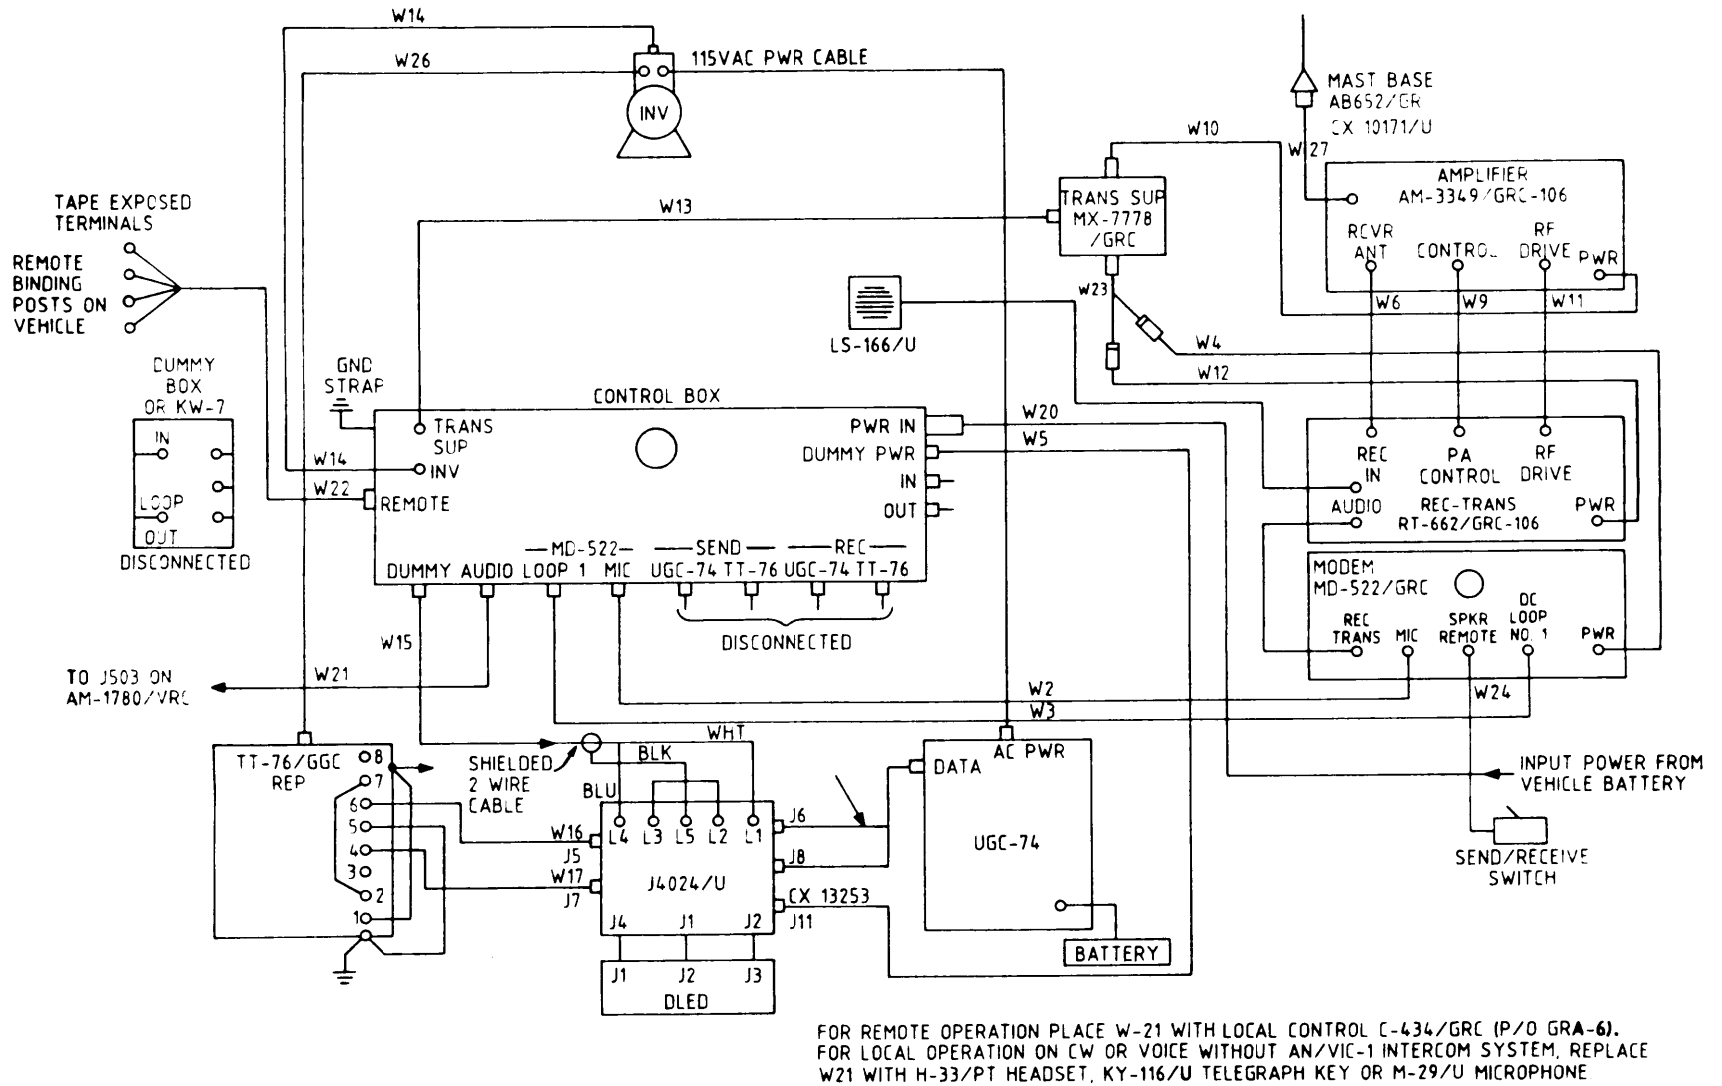 W14
W26
115VAC PWR CABLE
INV
MAST BASE
AB652/GR
CX 10171/U
W10
W27
AMPLIFIER
AM-3349/GRC-106
RCVR
ANT
CONTROL
RF
DRIVE
PWR
TRANS SUP
MX-7778
/GRC
W13
TAPE EXPOSED
TERMINALS
REMOTE
BINDING
POSTS ON
VEHICLE
W23
W6
W9
W11
LS-166/U
W4
W12
DUMMY
BOX
OR KW-7
IN
LOOP
OUT
DISCONNECTED
GND
STRAP
CONTROL BOX
TRANS
SUP
W14
INV
W22
REMOTE
PWR IN
DUMMY PWR
IN
OUT
W20
W5
MD-522
SEND
REC
DUMMY AUDIO LOOP 1 MIC UGC-74 TT-76 UGC-74 TT-76
DISCONNECTED
REC
IN
PA
CONTROL
RF
DRIVE
AUDIO
REC-TRANS
RT-662/GRC-106
PWR
MODEM
MD-522/GRC
REC
TRANS
MIC
SPKR
REMOTE
DC
LOOP
NO. 1
PWR
W15
TO J503 ON
AM-1780/VRC
W21
W2
W3
W24
WHT
BLK
BLU
SHIELDED
2 WIRE
CABLE
TT-76/GGC
REP
8
7
6
5
4
3
2
1
W16
J5
W17
J7
L4 L3 L5 L2 L1
J4024/U
J4 J1 J2
J6
J8
CX 13253
J11
J1 J2 J3
DLED
AC PWR
DATA
UGC-74
BATTERY
INPUT POWER FROM
VEHICLE BATTERY
SEND/RECEIVE
SWITCH
FOR REMOTE OPERATION PLACE W-21 WITH LOCAL CONTROL C-434/GRC (P/O GRA-6).
FOR LOCAL OPERATION ON CW OR VOICE WITHOUT AN/VIC-1 INTERCOM SYSTEM, REPLACE
W21 WITH H-33/PT HEADSET, KY-116/U TELEGRAPH KEY OR M-29/U MICROPHONE